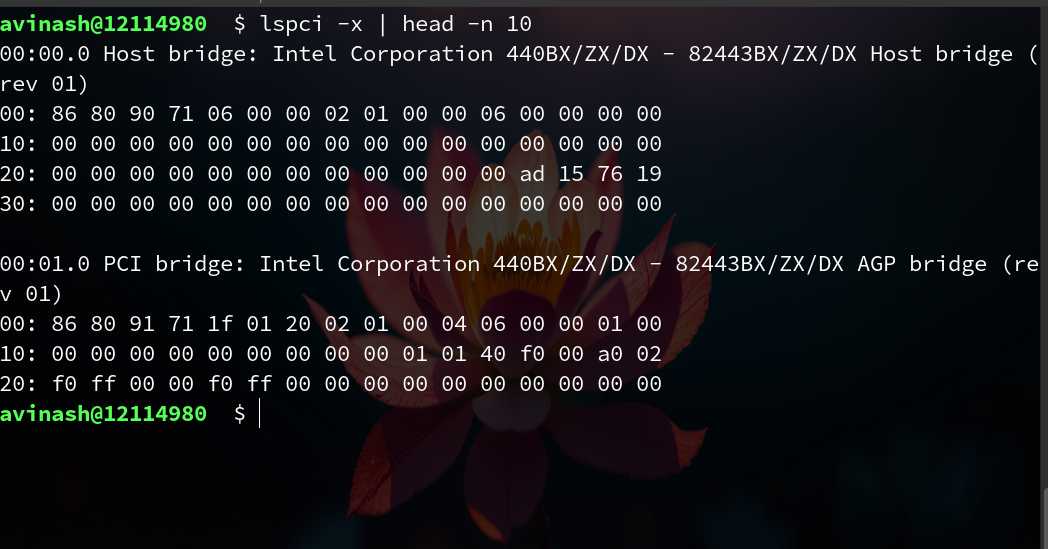 avinash@12114980  $ lspci -x | head -n 10
00:00.0 Host bridge: Intel Corporation 440BX/ZX/DX - 82443BX/ZX/DX Host bridge (
rev 01)
00: 86 80 90 71 06 00 00 02 01 00 00 06 00 00 00 00
10: 00 00 00 00 00 00 00 00 00 00 00 00 00 00 00 00
20: 00 00 00 00 00 00 00 00 00 00 00 00 ad 15 76 19
30: 00 00 00 00 00 00 00 00 00 00 00 00 00 00 00 00

00:01.0 PCI bridge: Intel Corporation 440BX/ZX/DX - 82443BX/ZX/DX AGP bridge (re
v 01)
00: 86 80 91 71 1f 01 20 02 01 00 04 06 00 00 01 00
10: 00 00 00 00 00 00 00 00 00 01 01 40 f0 00 a0 02
20: f0 ff 00 00 f0 ff 00 00 00 00 00 00 00 00 00 00
avinash@12114980  $